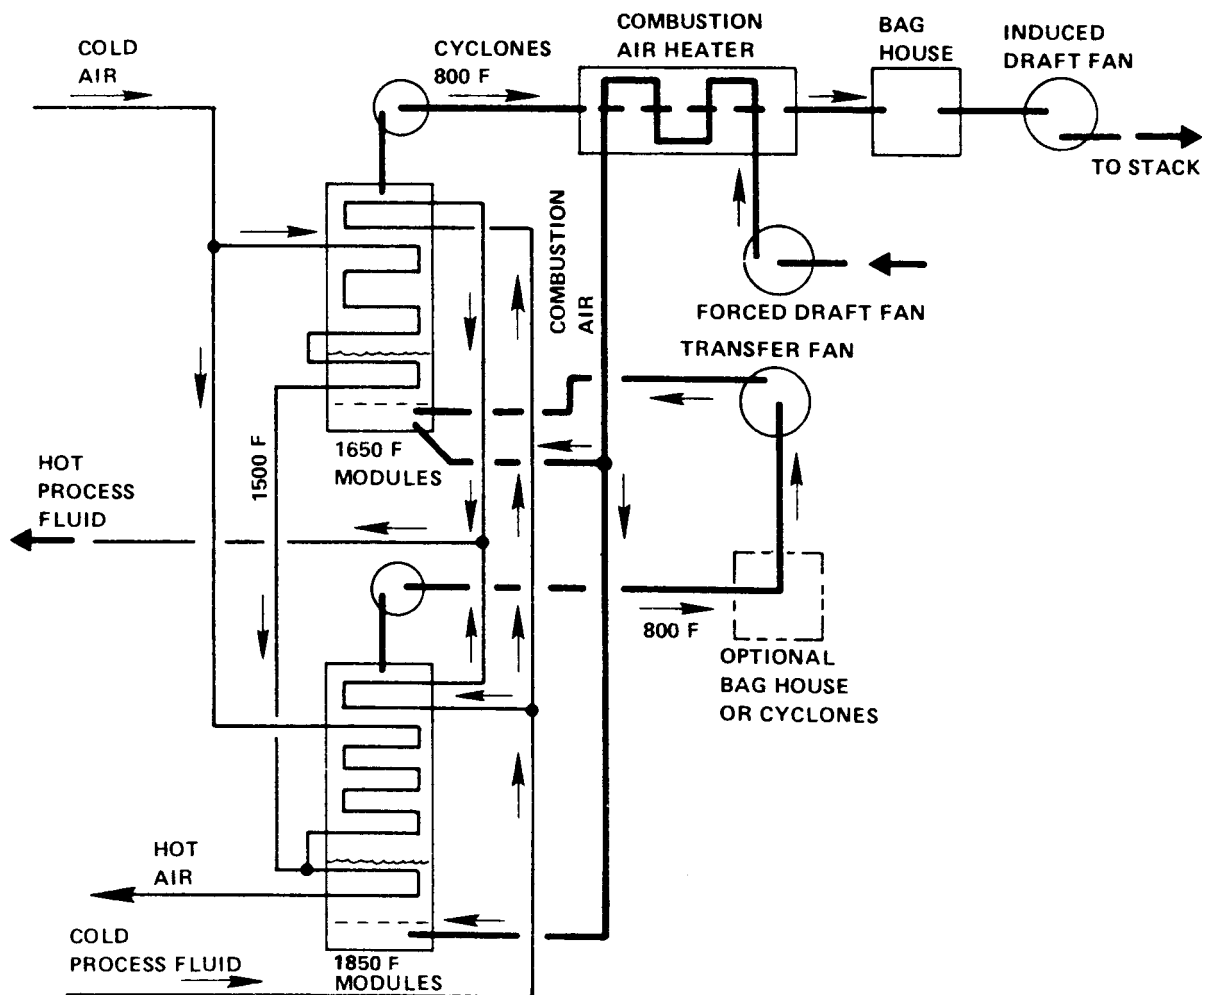 COLD
AIR
CYCLONES
800 F
COMBUSTION
AIR HEATER
BAG
HOUSE
INDUCED
DRAFT FAN
TO STACK
COMBUSTION
AIR
FORCED DRAFT FAN
TRANSFER FAN
1650 F
MODULES
1500 F
HOT
PROCESS
FLUID
800 F
OPTIONAL
BAG HOUSE
OR CYCLONES
HOT
AIR
COLD
PROCESS FLUID
1850 F
MODULES